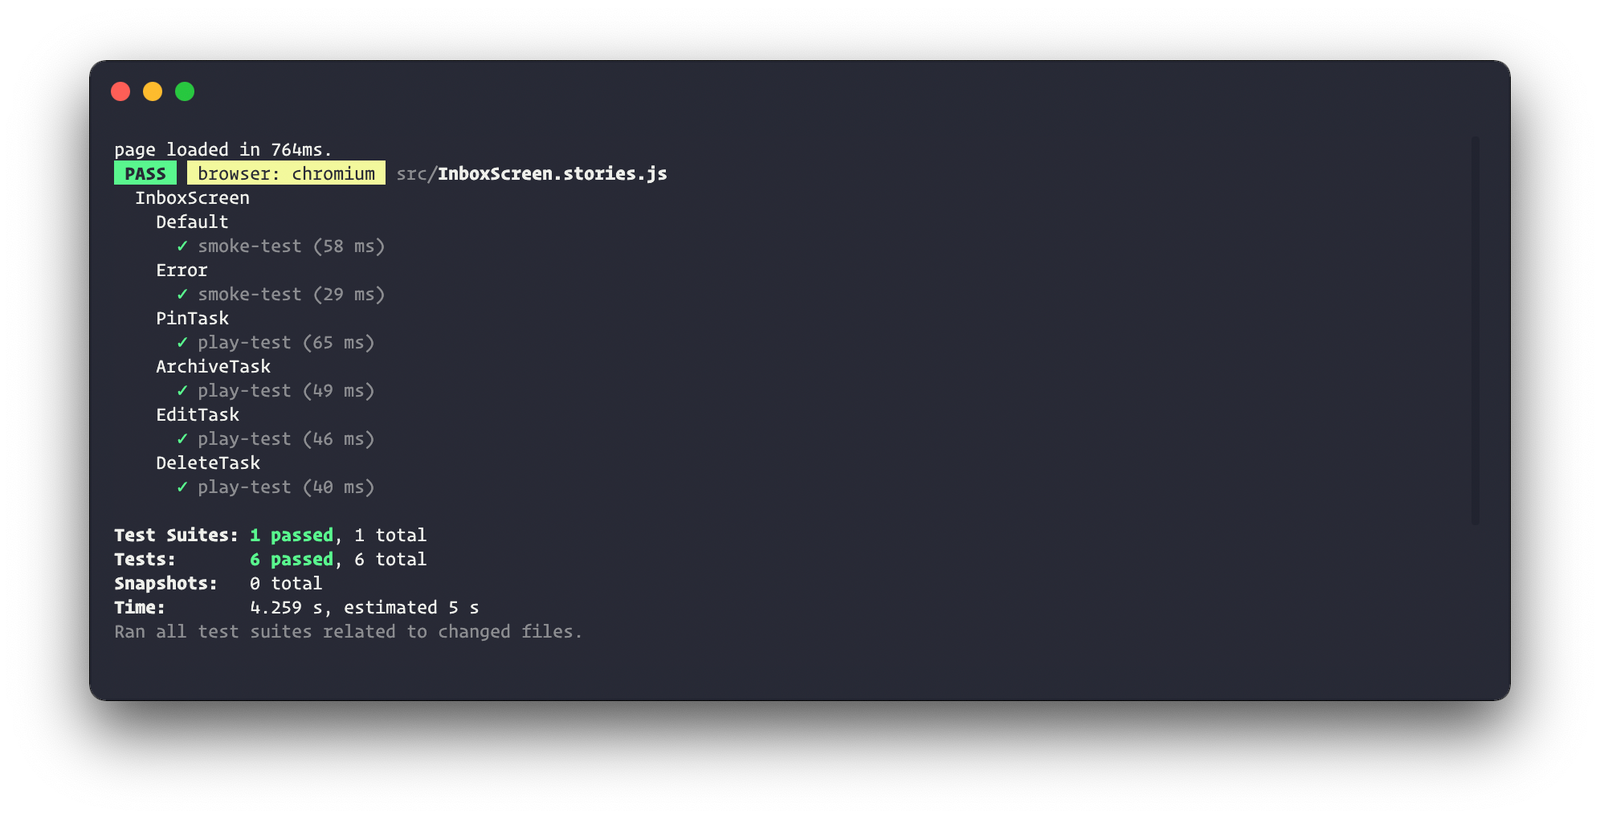 page loaded in 764ms.
PASS browser: chromium src/InboxScreen.stories.js
InboxScreen
Default
✓ smoke-test (58 ms)
Error
✓ smoke-test (29 ms)
PinTask
✓ play-test (65 ms)
ArchiveTask
✓ play-test (49 ms)
EditTask
✓ play-test (46 ms)
DeleteTask
✓ play-test (40 ms)
Test Suites: 1 passed, 1 total
Tests: 6 passed, 6 total
Snapshots: 0 total
Time: 4.259 s, estimated 5 s
Ran all test suites related to changed files.